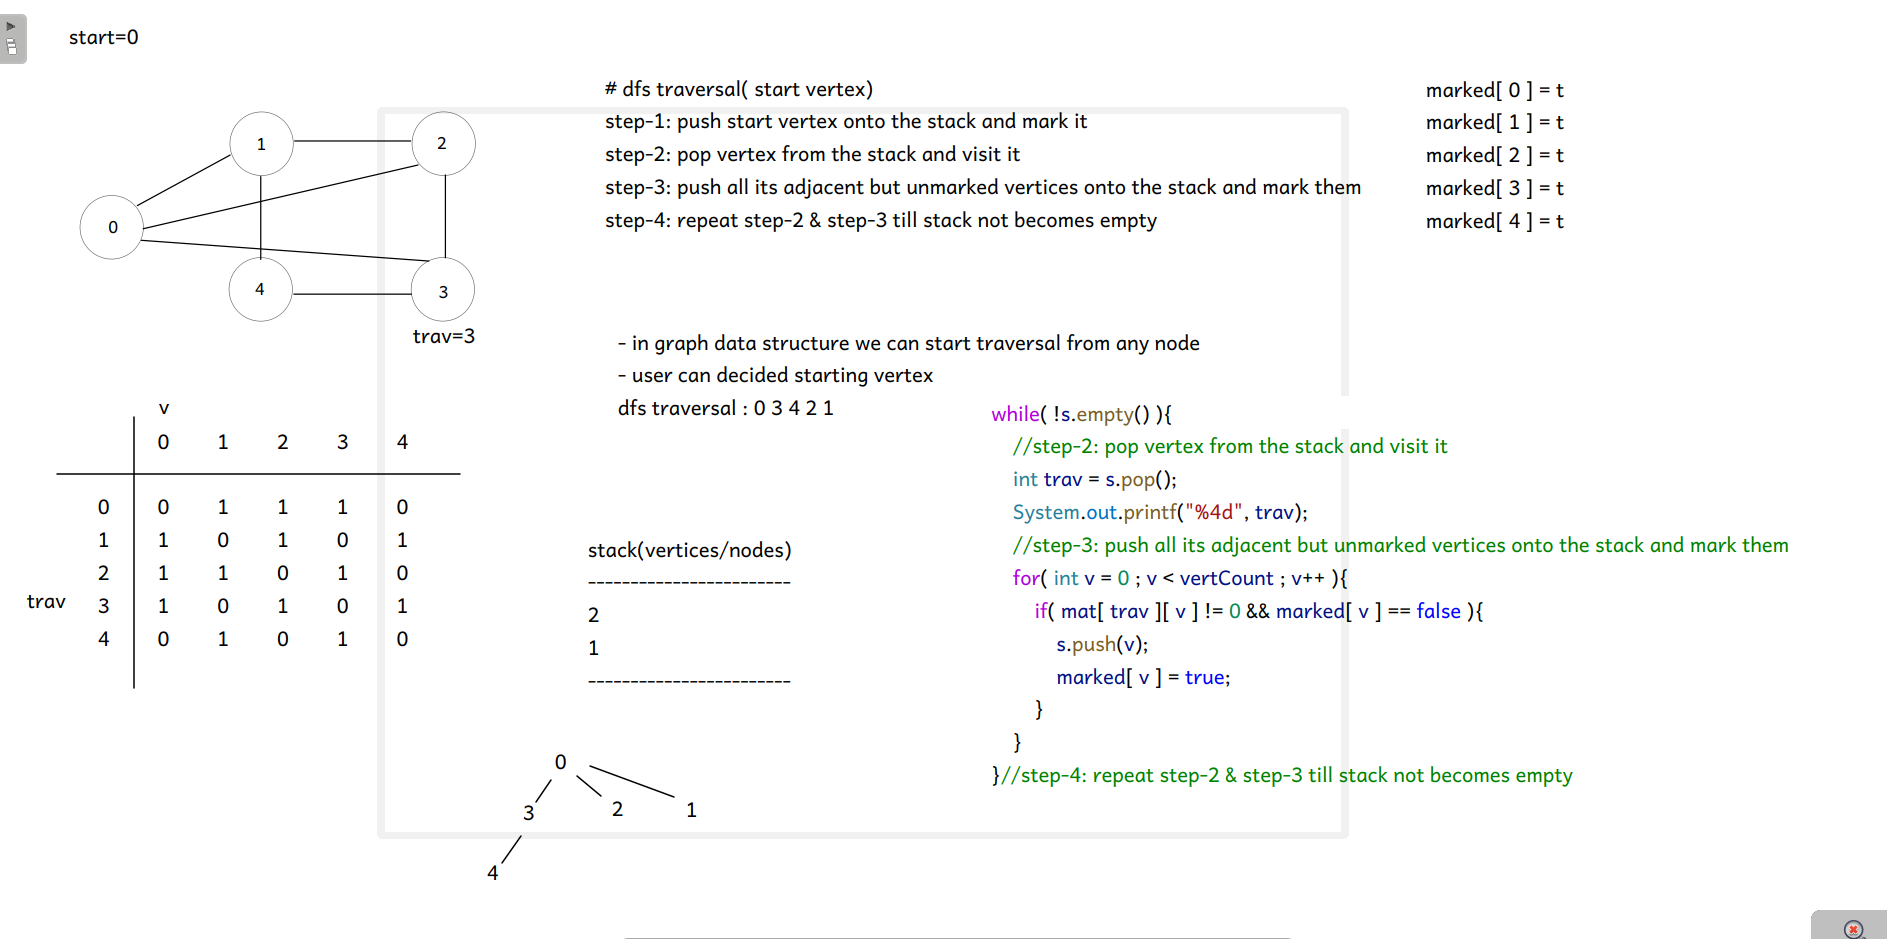 start=0
# dfs traversal( start vertex)
step-1: push start vertex onto the stack and mark it
step-2: pop vertex from the stack and visit it
step-3: push all its adjacent but unmarked vertices onto the stack and mark them
step-4: repeat step-2 & step-3 till stack not becomes empty
marked[ 0 ] = t
marked[ 1 ] = t
marked[ 2 ] = t
marked[ 3 ] = t
marked[ 4 ] = t
1 2
0
4 3
trav=3
- in graph data structure we can start traversal from any node
- user can decided starting vertex
dfs traversal : 0 3 4 2 1
v
0 1 2 3 4
0 0 1 1 1 0
1 1 0 1 0 1
2 1 1 0 1 0
trav 3 1 0 1 0 1
4 0 1 0 1 0
stack(vertices/nodes)
------------------------
2
1
------------------------
0
3 2 1
4
while( !s.empty() ){
//step-2: pop vertex from the stack and visit it
int trav = s.pop();
System.out.printf("%4d", trav);
//step-3: push all its adjacent but unmarked vertices onto the stack and mark them
for( int v = 0 ; v < vertCount ; v++ ){
if( mat[ trav ][ v ] != 0 && marked[ v ] == false ){
s.push(v);
marked[ v ] = true;
}
}
}//step-4: repeat step-2 & step-3 till stack not becomes empty